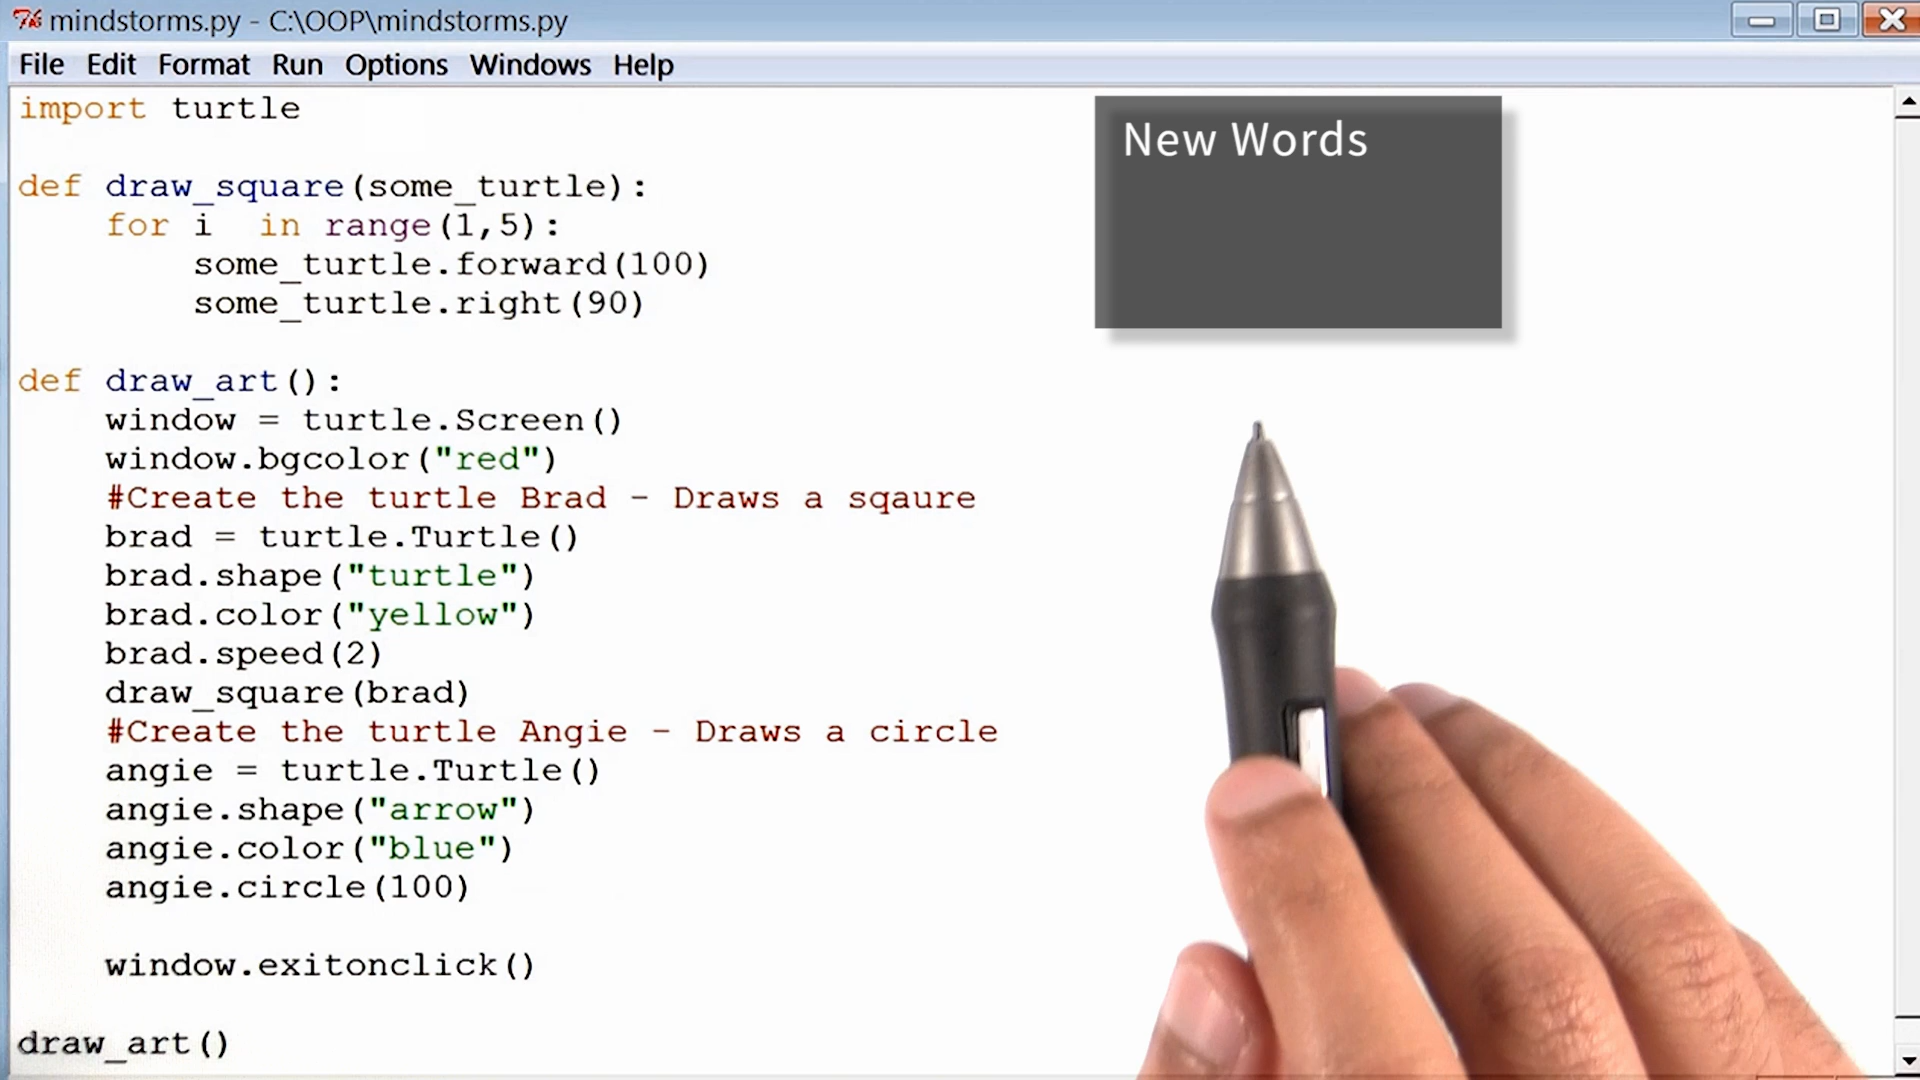 mindstorms.py - C:\OOP\mindstorms.py
File Edit Format Run Options Windows Help
import turtle
def draw_square(some_turtle):
    for i  in range(1,5):
        some_turtle.forward(100)
        some_turtle.right(90)
def draw_art():
    window = turtle.Screen()
    window.bgcolor("red")
    #Create the turtle Brad - Draws a sqaure
    brad = turtle.Turtle()
    brad.shape("turtle")
    brad.color("yellow")
    brad.speed(2)
    draw_square(brad)
    #Create the turtle Angie - Draws a circle
    angie = turtle.Turtle()
    angie.shape("arrow")
    angie.color("blue")
    angie.circle(100)
    window.exitonclick()
draw_art()
New Words